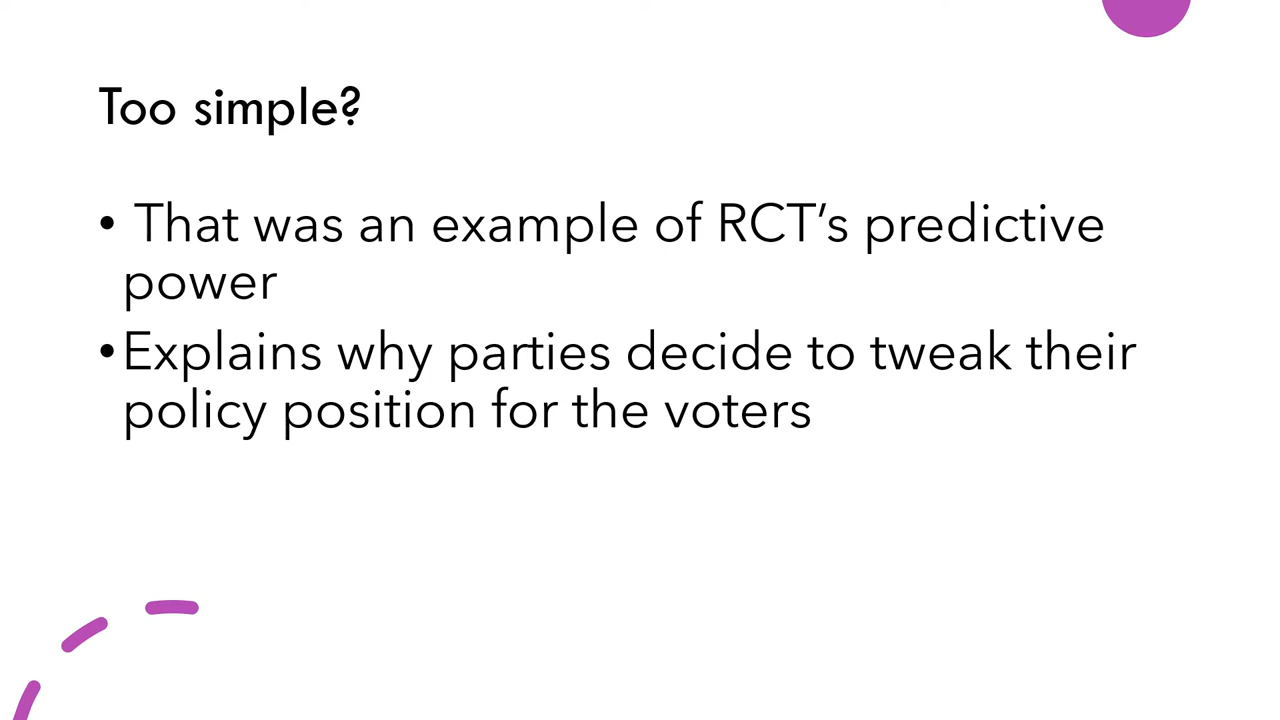 Too simple?
• That was an example of RCT’s predictive
power
•Explains why parties decide to tweak their
policy position for the voters